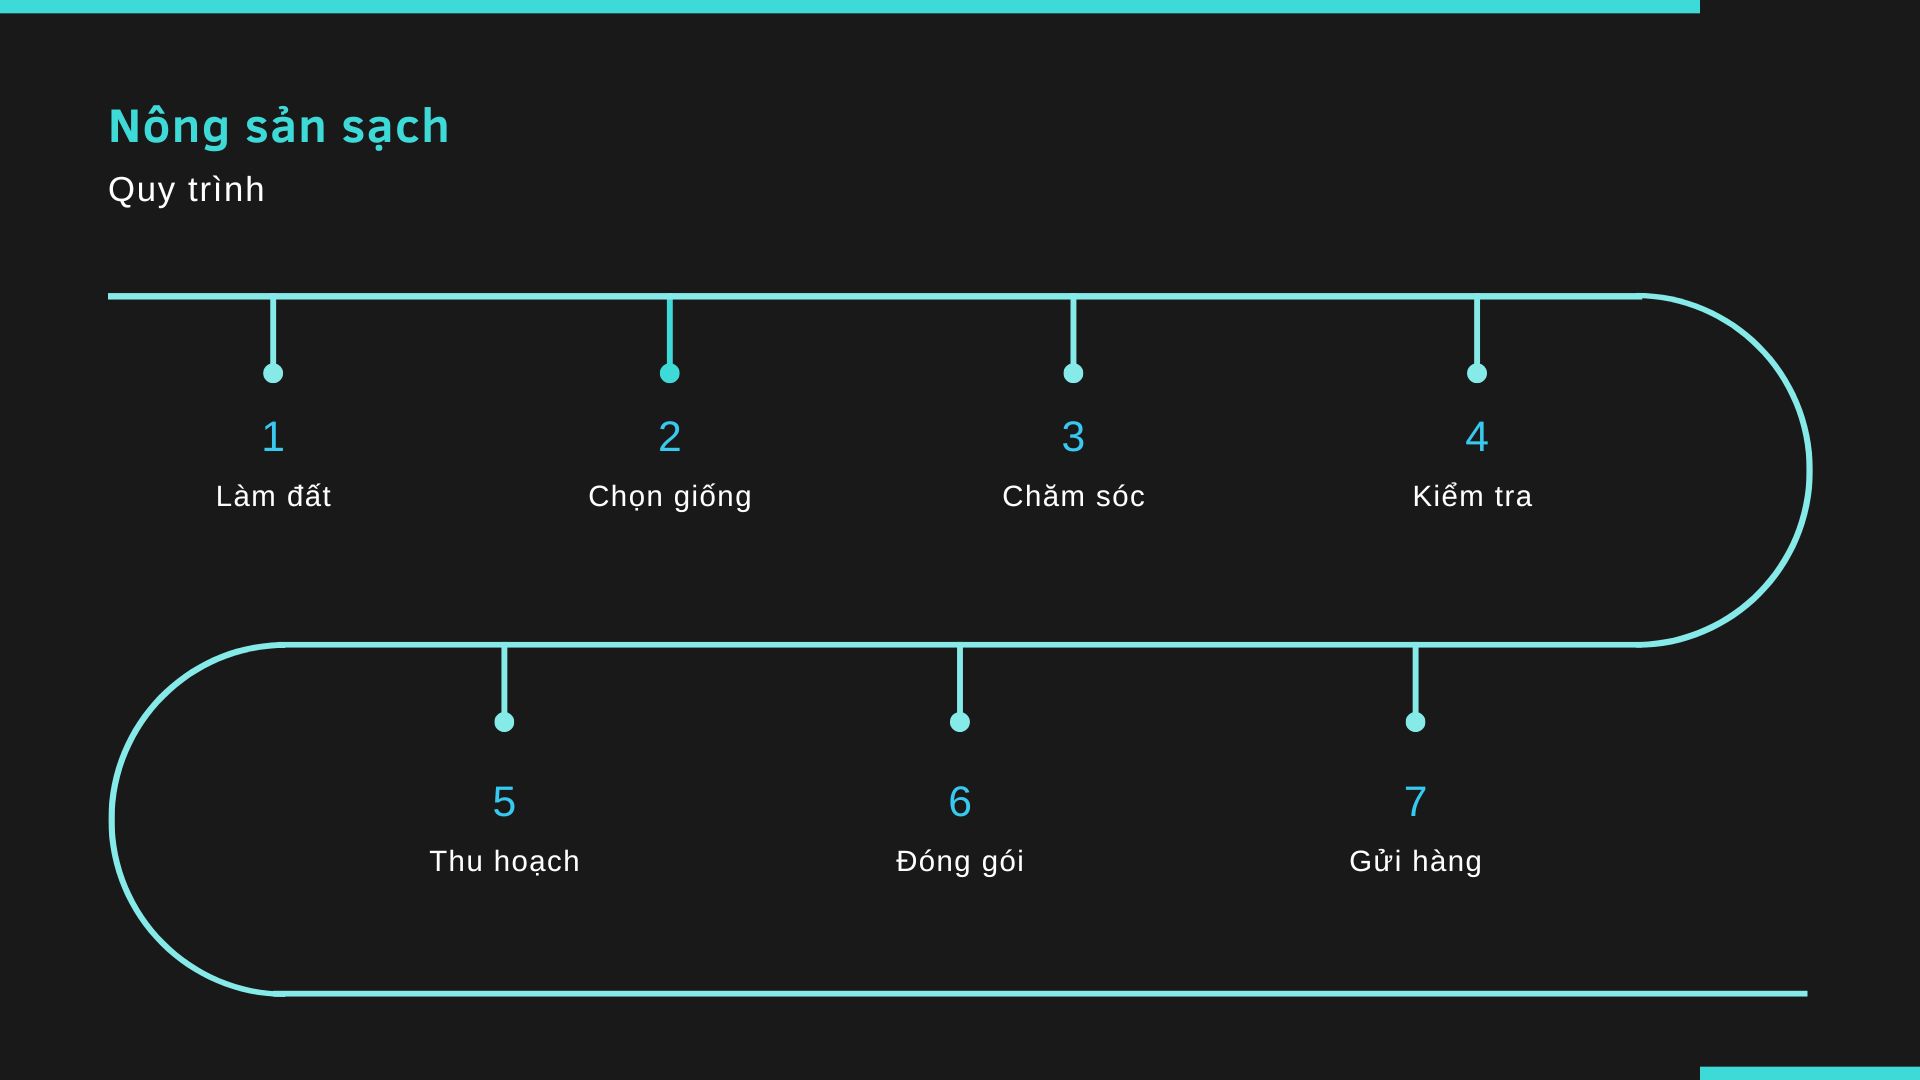 Nông sản sạch
Quy trình
1
Làm đất
2
Chọn giống
3
Chăm sóc
4
Kiểm tra
5
Thu hoạch
6
Đóng gói
7
Gửi hàng